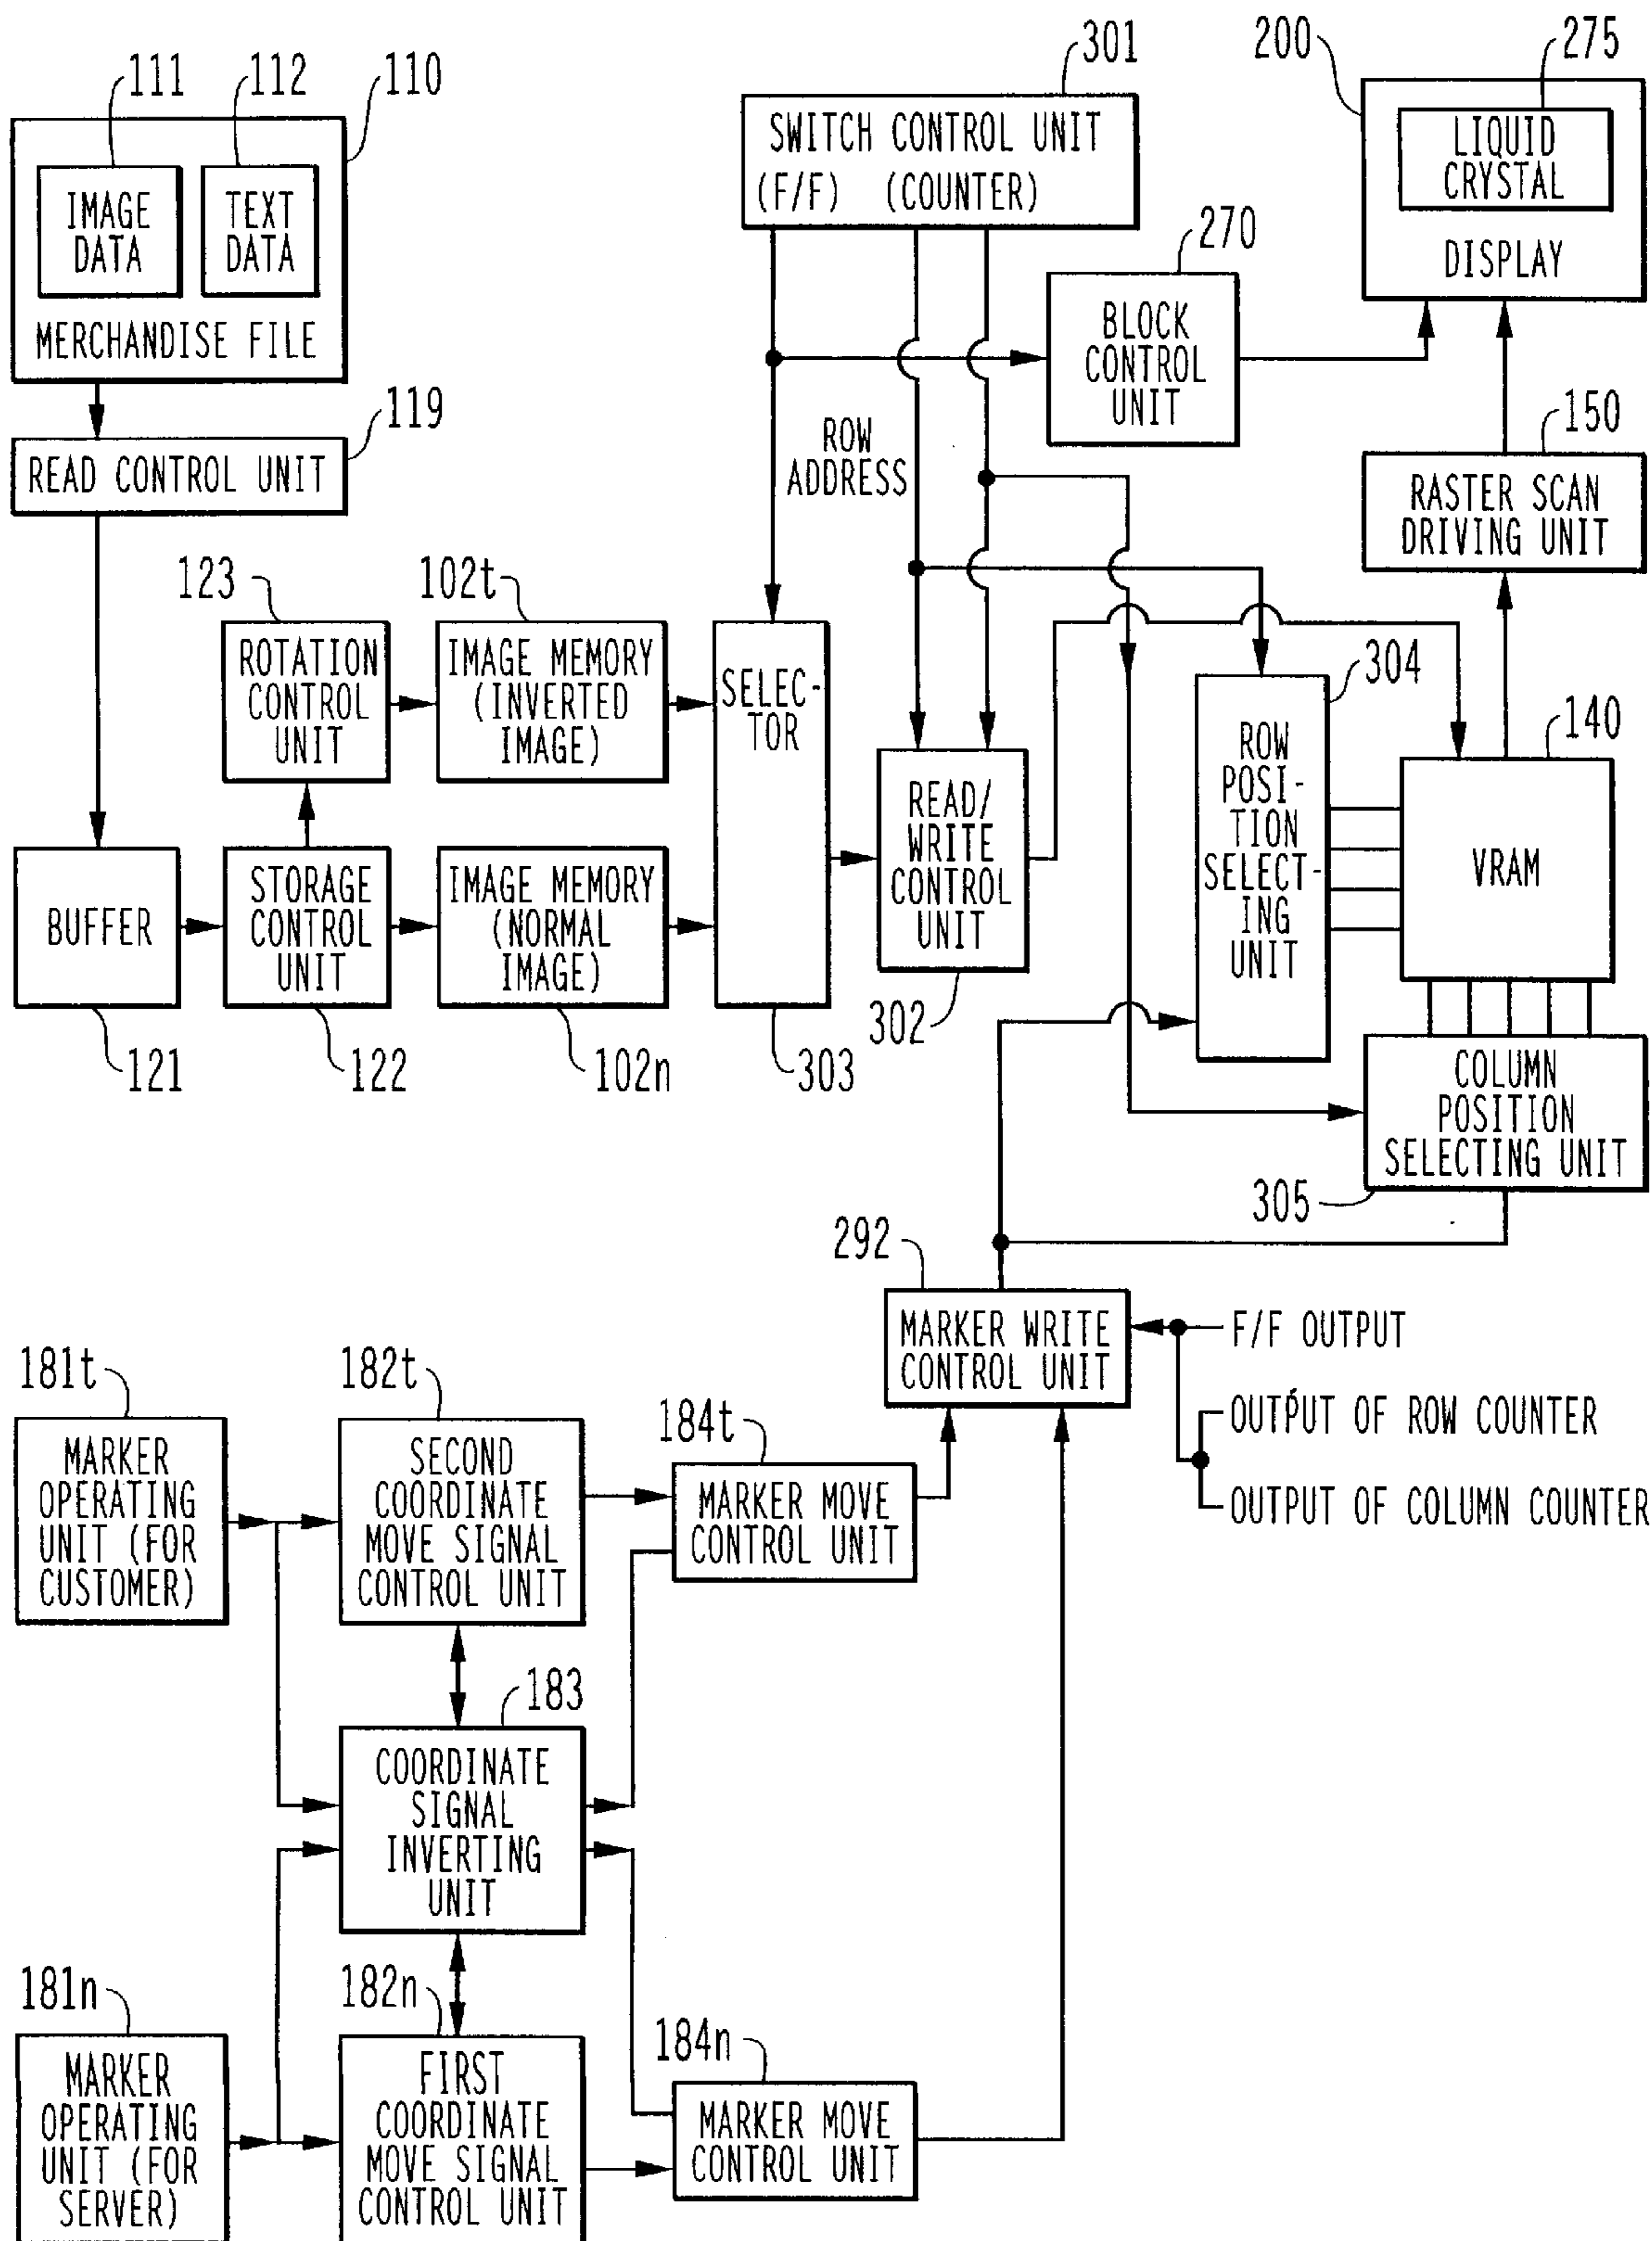 111
112
110
IMAGE
DATA
TEXT
DATA
MERCHANDISE FILE
119
READ CONTROL UNIT
301
SWITCH CONTROL UNIT
(F/F) (COUNTER)
200
275
LIQUID
CRYSTAL
DISPLAY
270
BLOCK
CONTROL
UNIT
ROW
ADDRESS
150
RASTER SCAN
DRIVING UNIT
123
ROTATION
CONTROL
UNIT
102t
IMAGE MEMORY
(INVERTED
IMAGE)
SELEC-
TOR
303
BUFFER
121
STORAGE
CONTROL
UNIT
122
IMAGE MEMORY
(NORMAL
IMAGE)
102n
READ/
WRITE
CONTROL
UNIT
302
304
ROW
POSI-
TION
SELECT-
ING
UNIT
140
VRAM
COLUMN
POSITION
SELECTING UNIT
305
292
MARKER WRITE
CONTROL UNIT
F/F OUTPUT
OUTPUT OF ROW COUNTER
OUTPUT OF COLUMN COUNTER
181t
MARKER
OPERATING
UNIT (FOR
CUSTOMER)
182t
SECOND
COORDINATE
MOVE SIGNAL
CONTROL UNIT
184t
MARKER MOVE
CONTROL UNIT
183
COORDINATE
SIGNAL
INVERTING
UNIT
181n
MARKER
OPERATING
UNIT (FOR
SERVER)
182n
FIRST
COORDINATE
MOVE SIGNAL
CONTROL UNIT
184n
MARKER MOVE
CONTROL UNIT